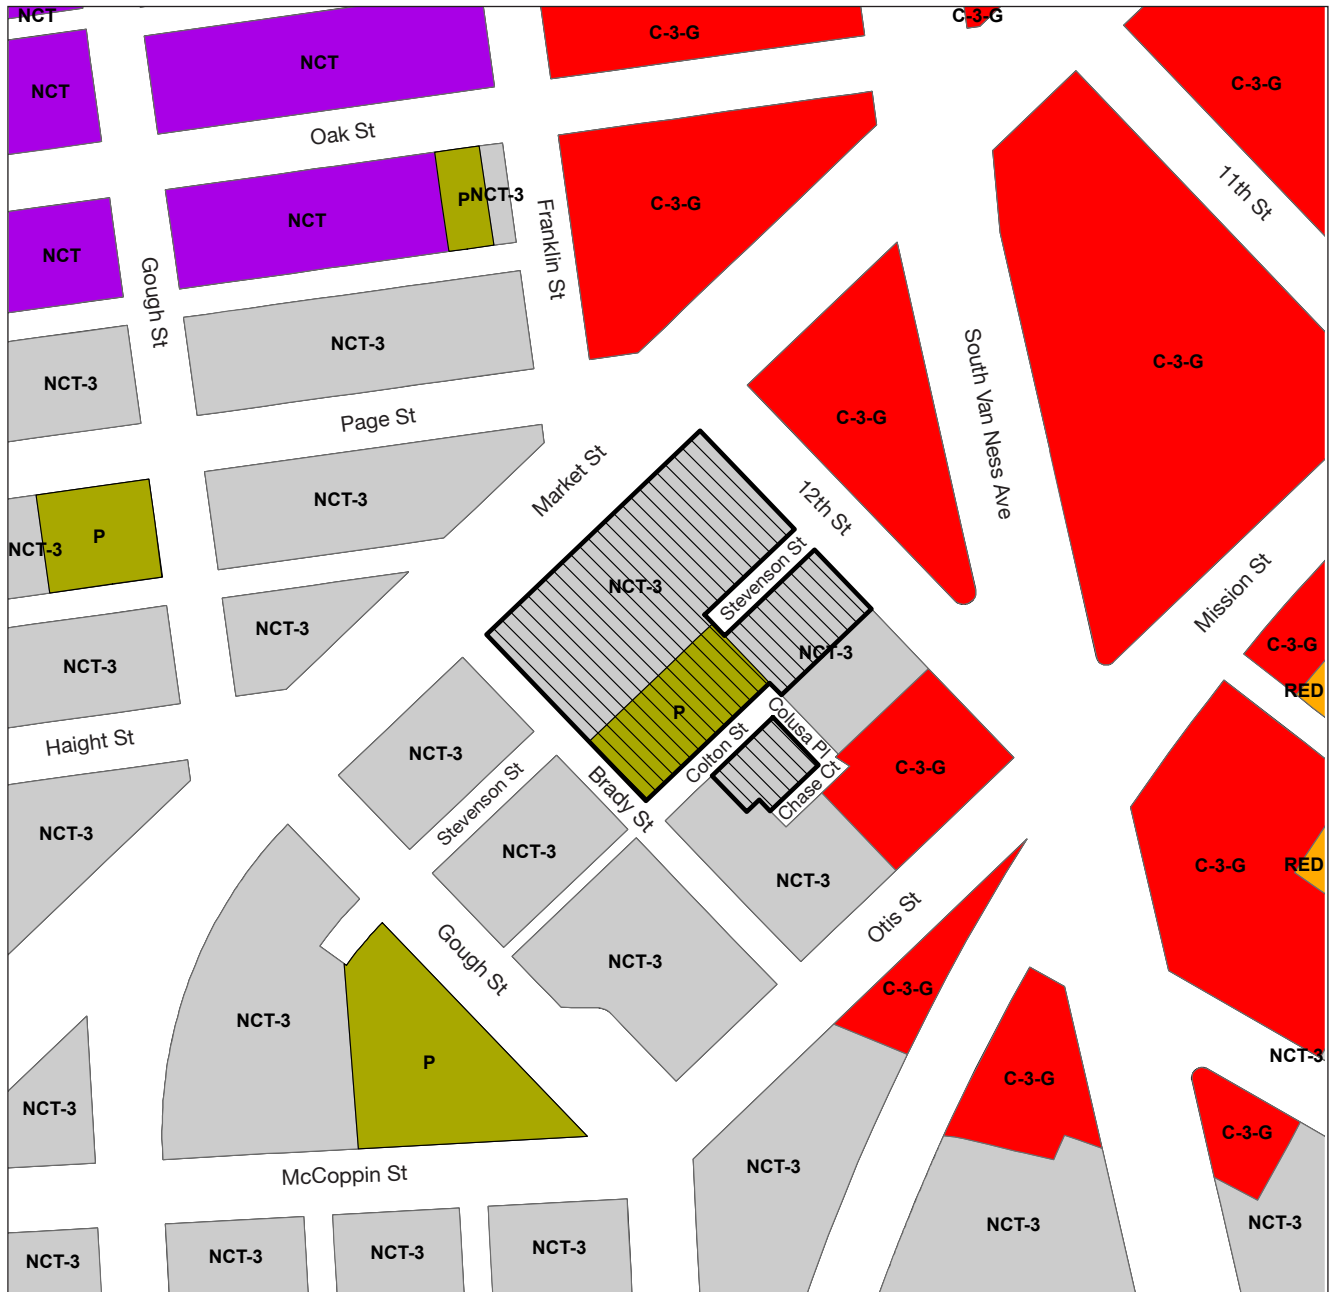 NCT
C-3-G
C-3-G
NCT
C-3-G
NCT
Oak St
11th St
P
NCT-3
C-3-G
NCT
Franklin St
NCT
Gough St
NCT-3
C-3-G
NCT-3
South Van Ness Ave
Page St
C-3-G
Market St
NCT-3
12th St
P
NCT-3
Stevenson St
NCT-3
Mission St
NCT-3
C-3-G
NCT-3
NCT-3
RED
P
Colusa Pl
Haight St
Colton St
NCT-3
C-3-G
Chase Ct
Brady St
Stevenson St
NCT-3
NCT-3
C-3-G
RED
NCT-3
Otis St
Gough St
NCT-3
C-3-G
NCT-3
NCT-3
P
C-3-G
NCT-3
C-3-G
NCT-3
McCoppin St
NCT-3
NCT-3
NCT-3
NCT-3
NCT-3
NCT-3
NCT-3